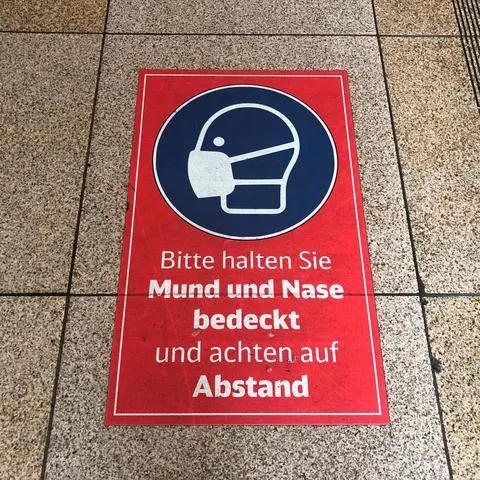 Bitte halten Sie
Mund und Nase
bedeckt
und achten auf
Abstand